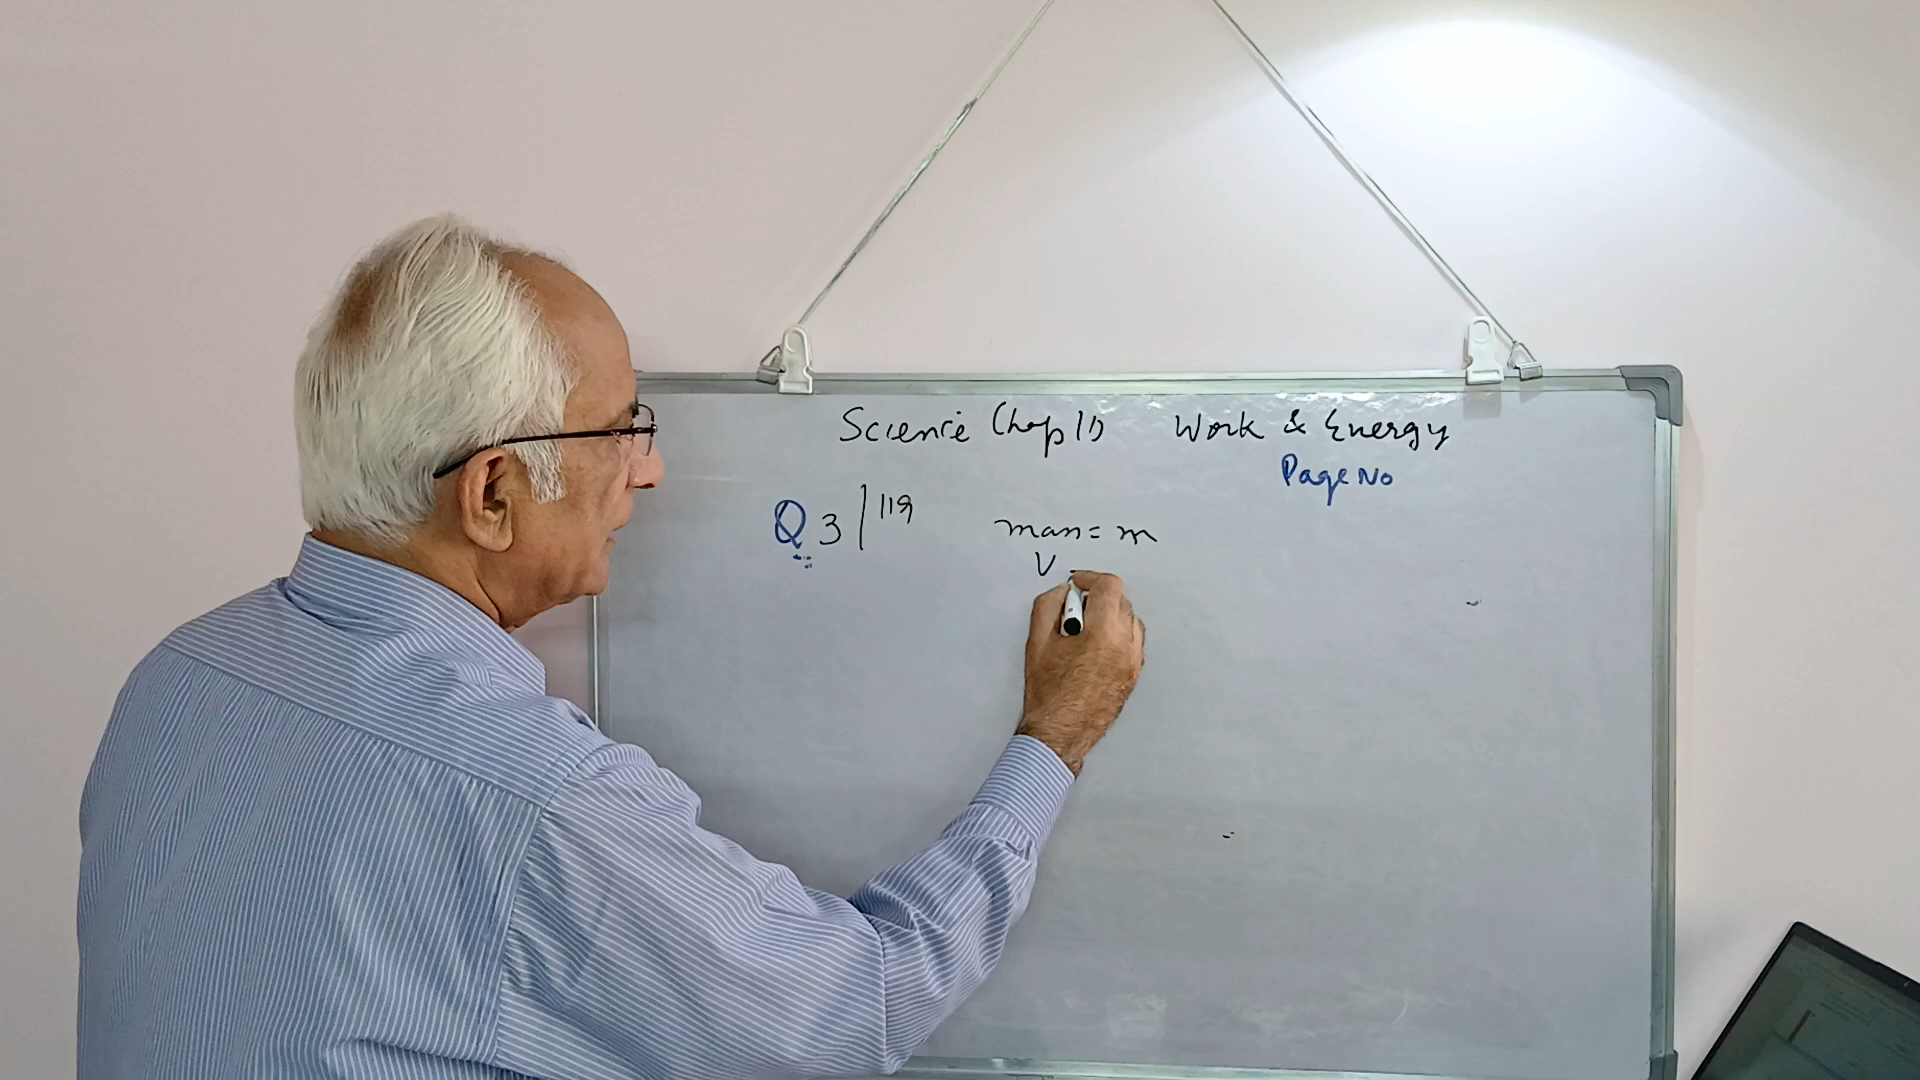 Science Chap 10 Work & Energy
Page No
Q 3 | 119
mass = m
V =